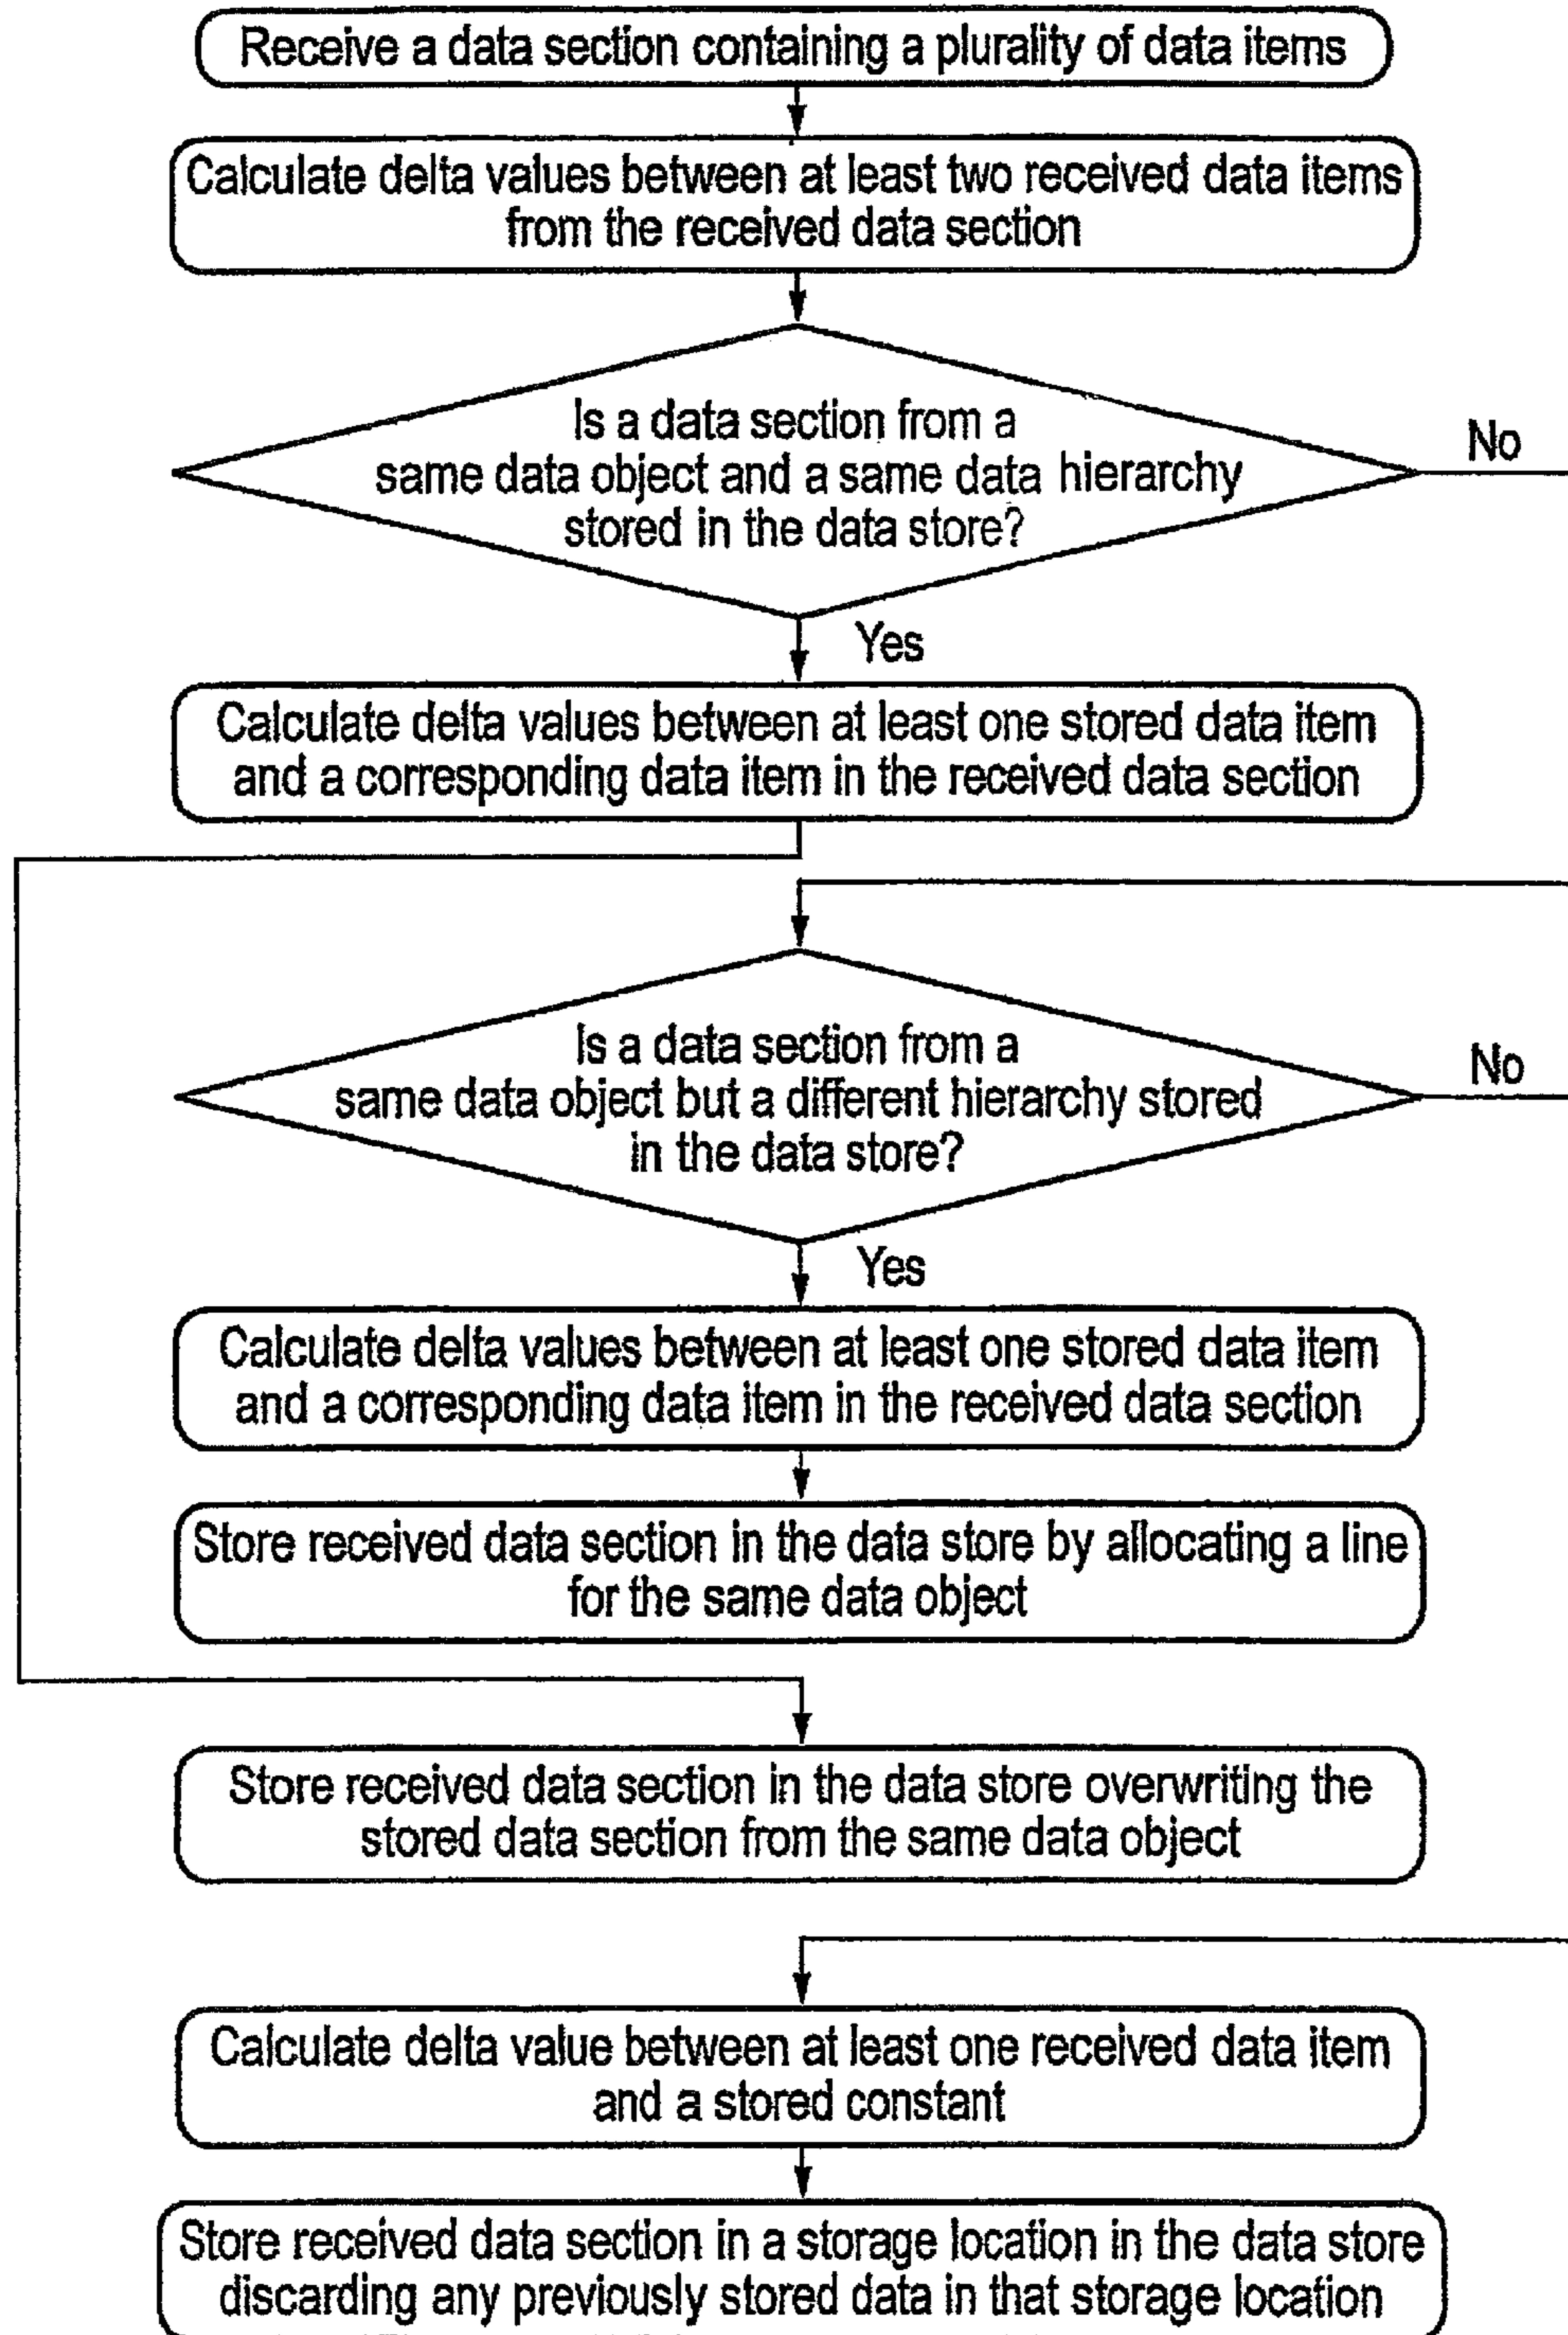 Receive a data section containing a plurality of data items
Calculate delta values between at least two received data items
from the received data section
Is a data section from a
same data object and a same data hierarchy
stored in the data store?
No
Yes
Calculate delta values between at least one stored data item
and a corresponding data item in the received data section
Is a data section from a
same data object but a different hierarchy stored
in the data store?
No
Yes
Calculate delta values between at least one stored data item
and a corresponding data item in the received data section
Store received data section in the data store by allocating a line
for the same data object
Store received data section in the data store overwriting the
stored data section from the same data object
Calculate delta value between at least one received data item
and a stored constant
Store received data section in a storage location in the data store
discarding any previously stored data in that storage location